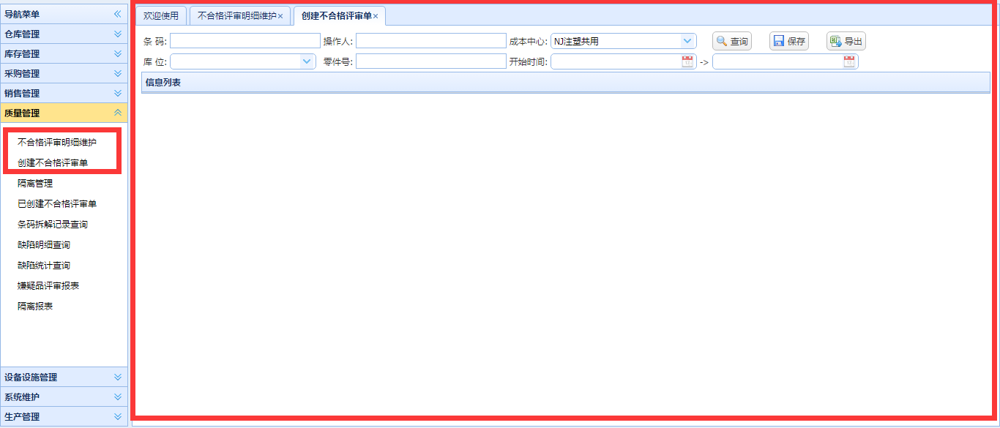 导航菜单
仓库管理
库存管理
采购管理
销售管理
质量管理
不合格评审明细维护
创建不合格评审单
隔离管理
已创建不合格评审单
条码拆解记录查询
缺陷明细查询
缺陷统计查询
嫌疑品评审报表
隔离报表
设备设施管理
系统维护
生产管理
欢迎使用 不合格评审明细维护× 创建不合格评审单×
条 码: 操作人: 成本中心: NJ注塑共用 查询 保存 导出
库 位: 零件号: 开始时间: ->
信息列表